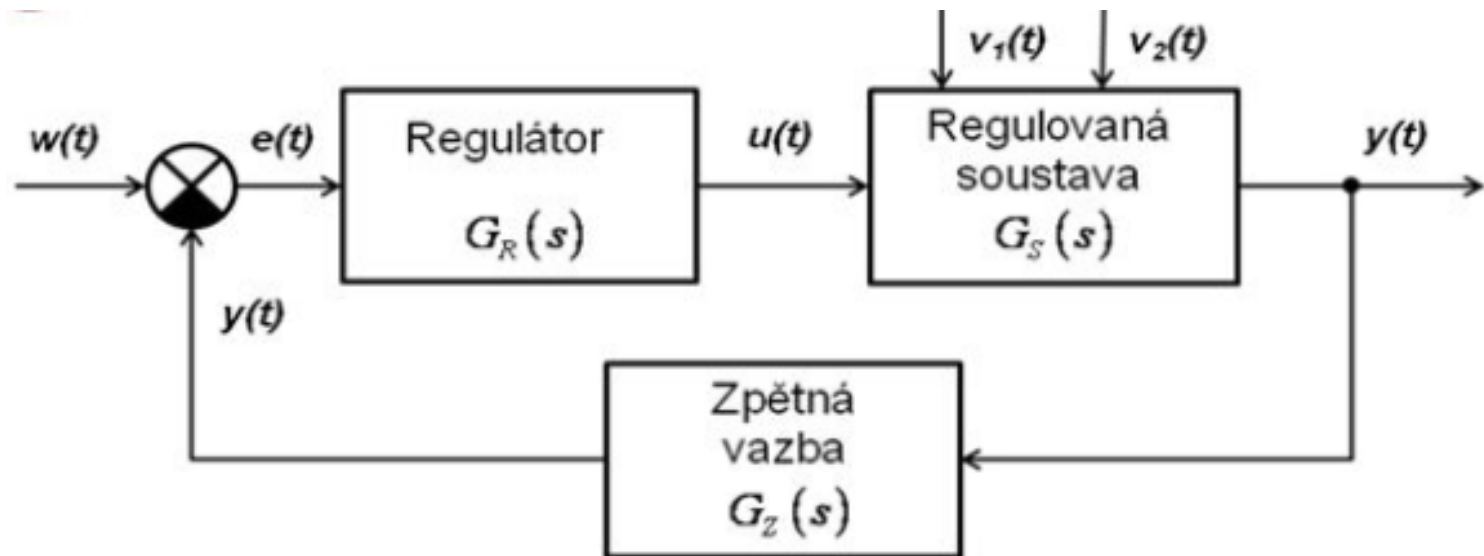 v₁(t) v₂(t)
w(t) e(t) Regulátor u(t) Regulovaná soustava y(t)
G_R(s) G_S(s)
y(t)
Zpětná
vazba
G_Z(s)